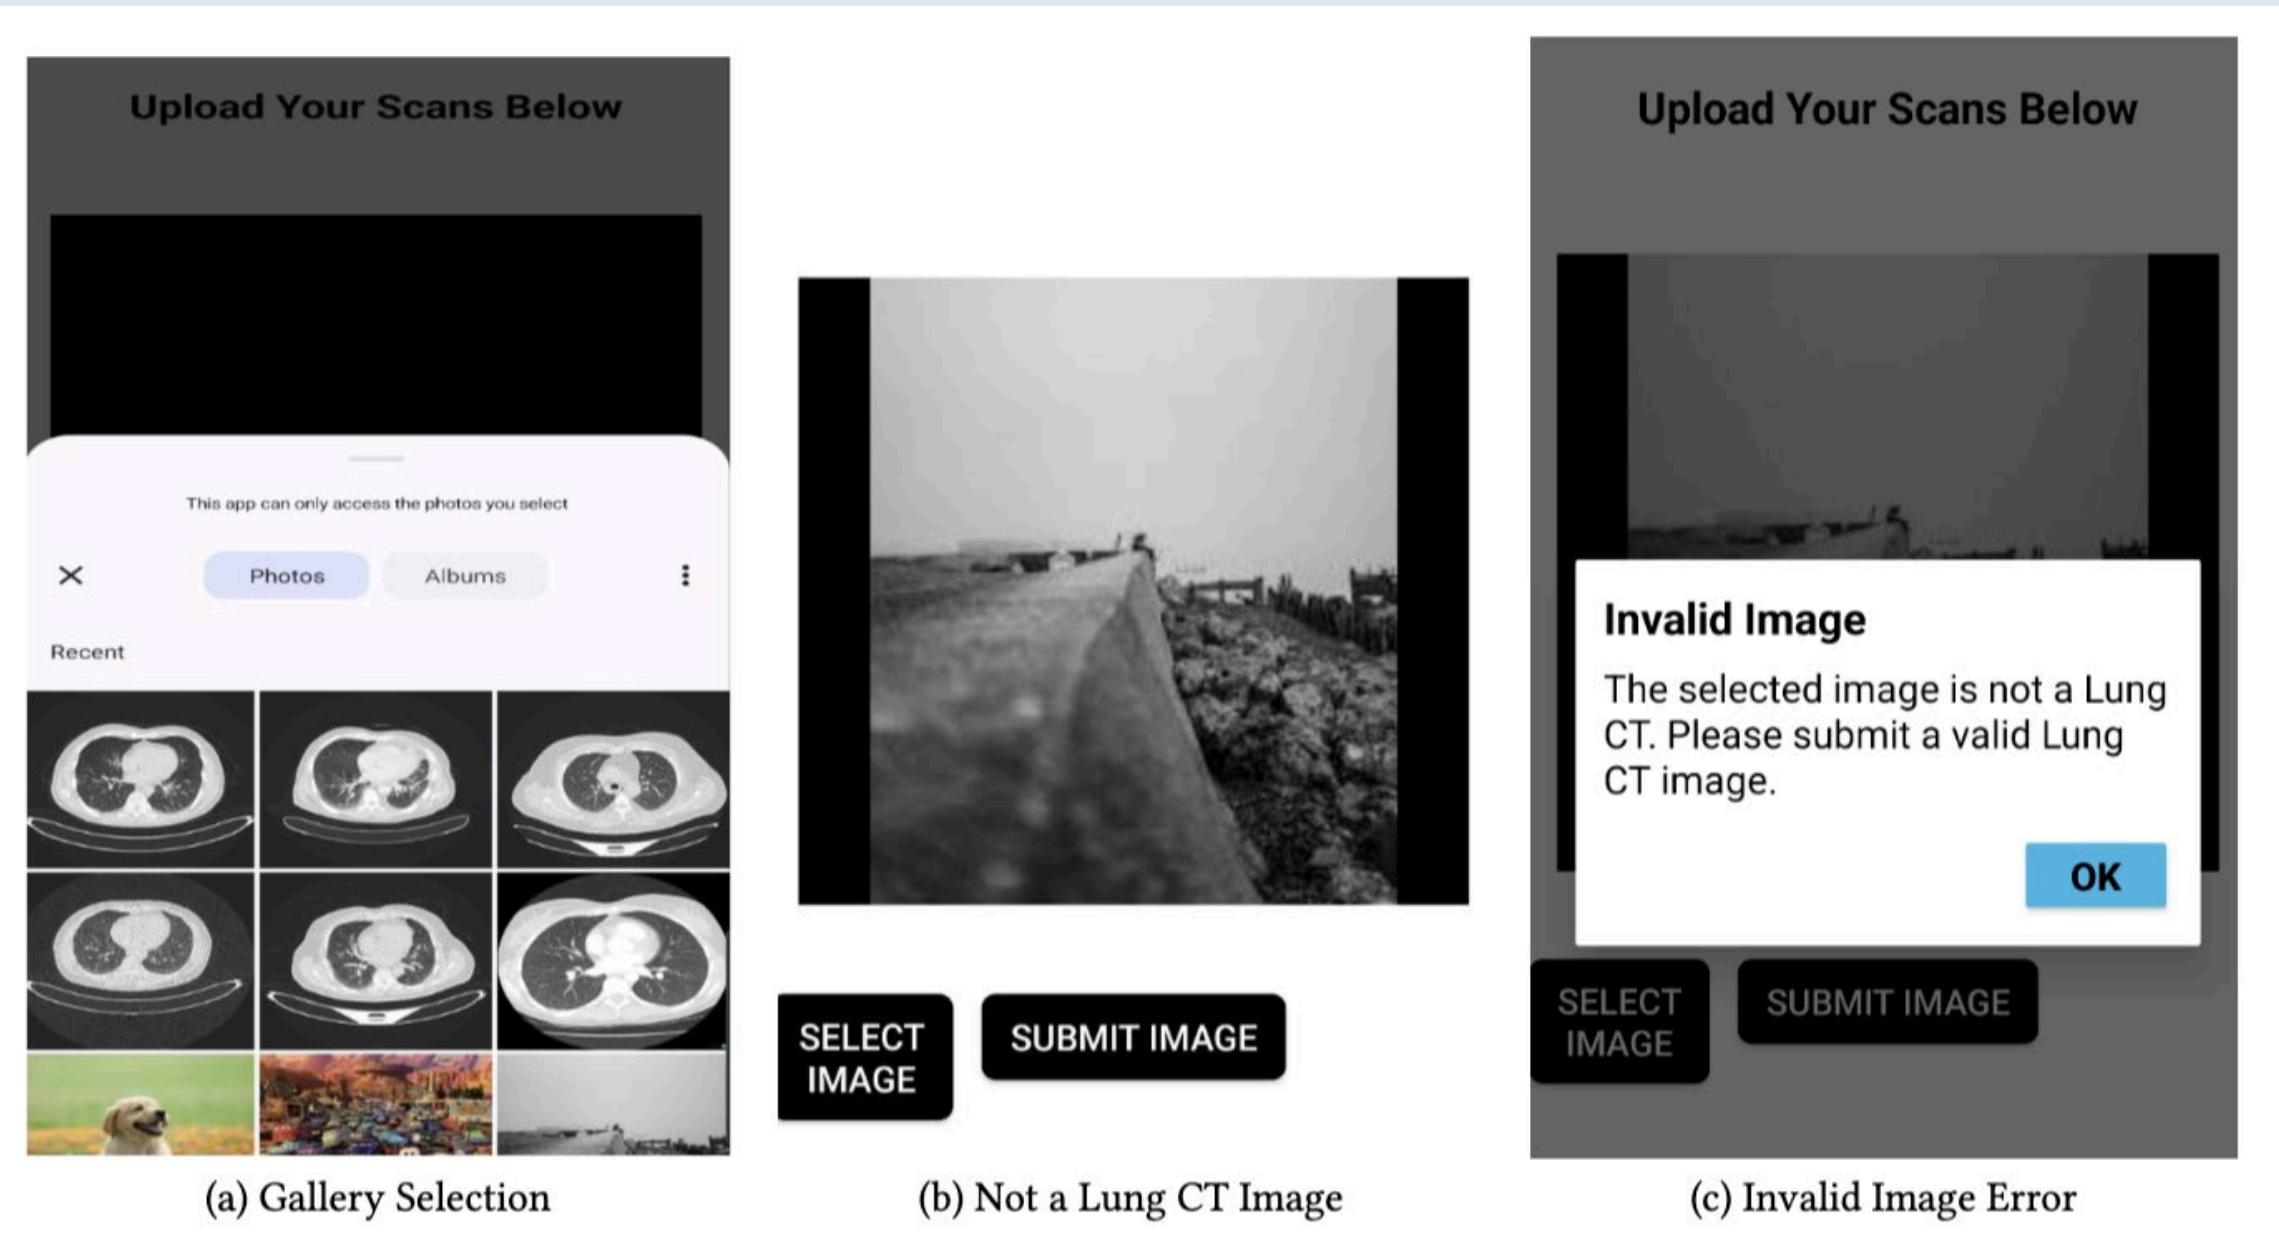 Upload Your Scans Below
This app can only access the photos you select
Photos
Albums
Recent
(a) Gallery Selection
SELECT
IMAGE
SUBMIT IMAGE
(b) Not a Lung CT Image
Upload Your Scans Below
Invalid Image
The selected image is not a Lung
CT. Please submit a valid Lung
CT image.
OK
SELECT
IMAGE
SUBMIT IMAGE
(c) Invalid Image Error